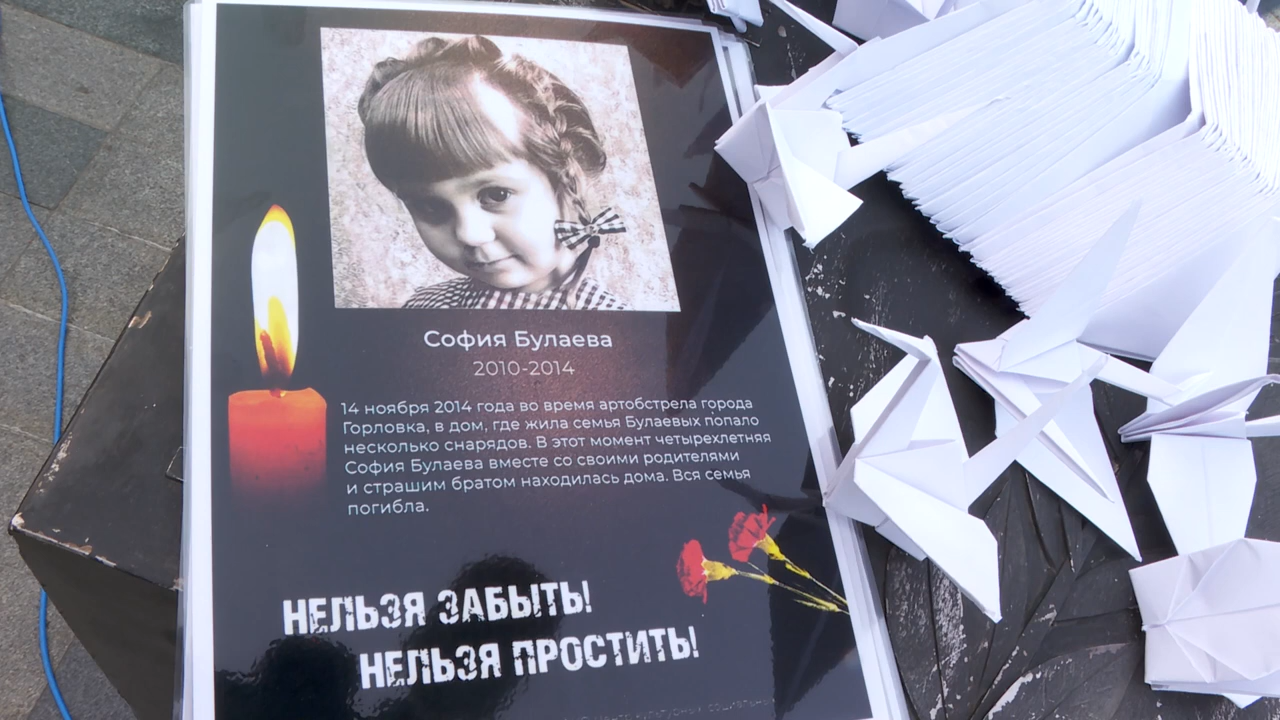 София Булаева
2010-2014
14 ноября 2014 года во время артобстрела города
Горловка, в дом, где жила семья Булаевых попало
несколько снарядов. В этот момент четырехлетняя
София Булаева вместе со своими родителями
и страшим братом находилась дома. Вся семья
погибла.
НЕЛЬЗЯ ЗАБЫТЬ!
НЕЛЬЗЯ ПРОСТИТЬ!